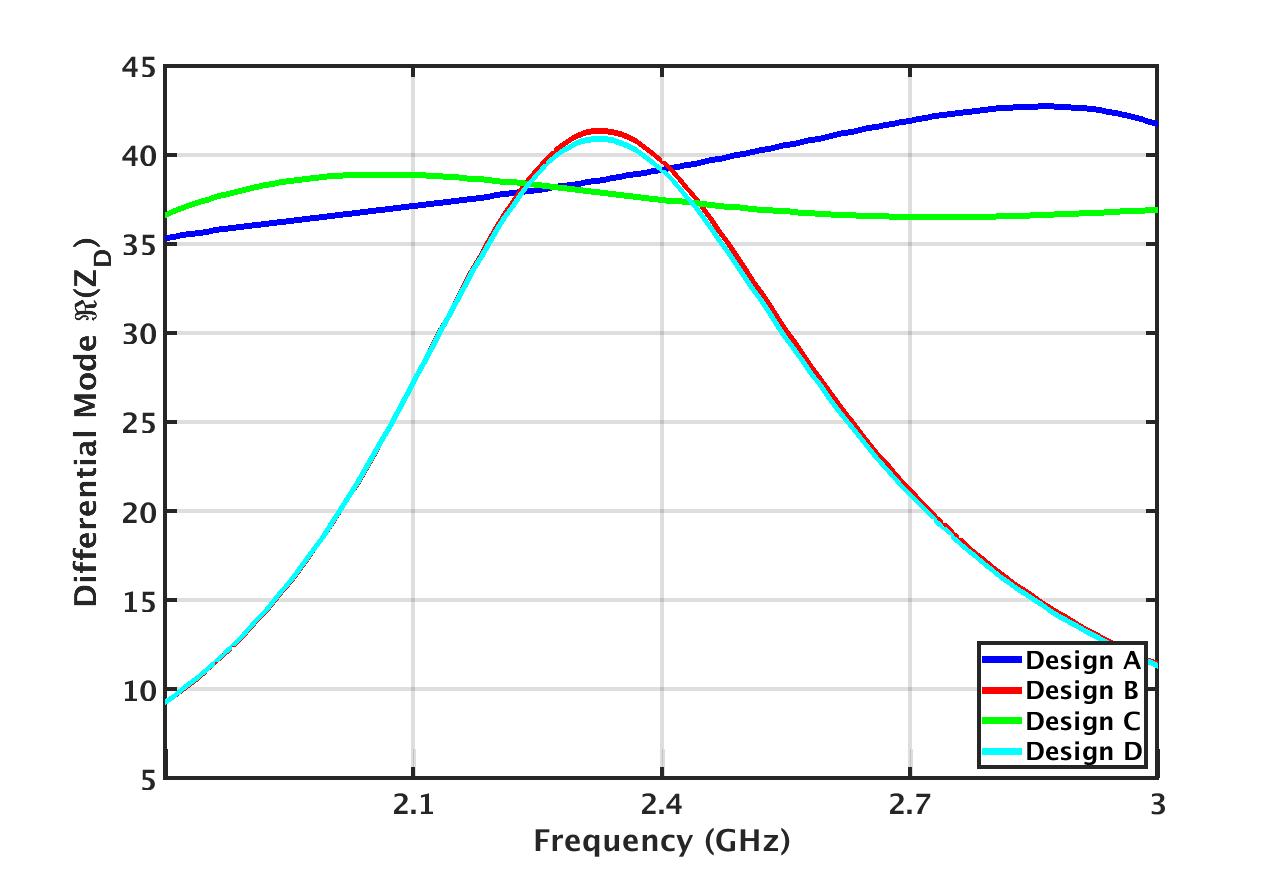 45
40
35
30
25
20
15
10
5
Differential Mode ℜ(Z_D)
2.1 2.4 2.7 3
Frequency (GHz)
Design A
Design B
Design C
Design D